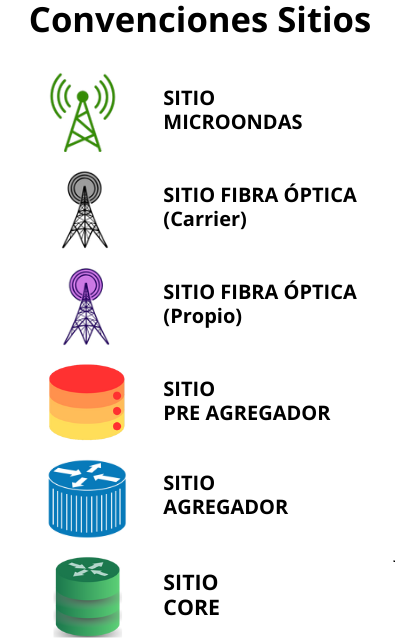 Convenciones Sitios
SITIO
MICROONDAS
SITIO FIBRA ÓPTICA
(Carrier)
SITIO FIBRA ÓPTICA
(Propio)
SITIO
PRE AGREGADOR
SITIO
AGREGADOR
SITIO
CORE